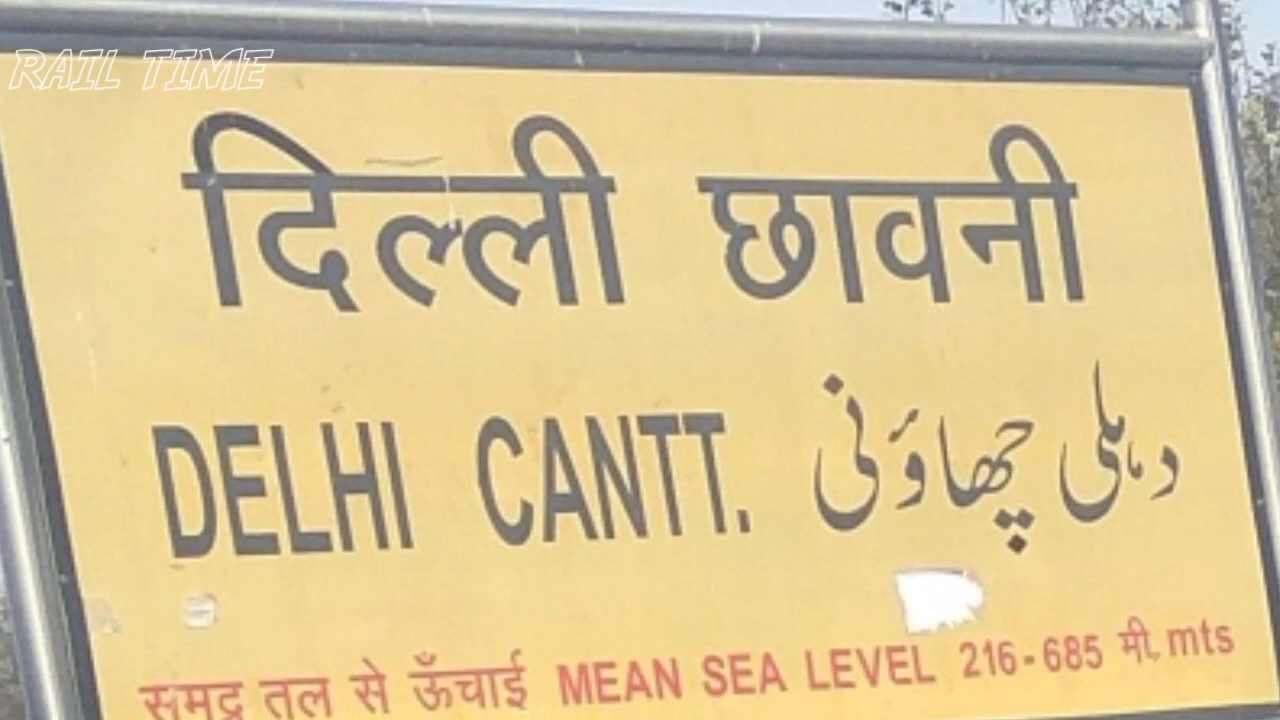 RAIL TIME
दिल्ली छावनी
DELHI CANTT. دہلی چھاؤنی
समुद्र तल से ऊँचाई MEAN SEA LEVEL 216-685 मी. mts